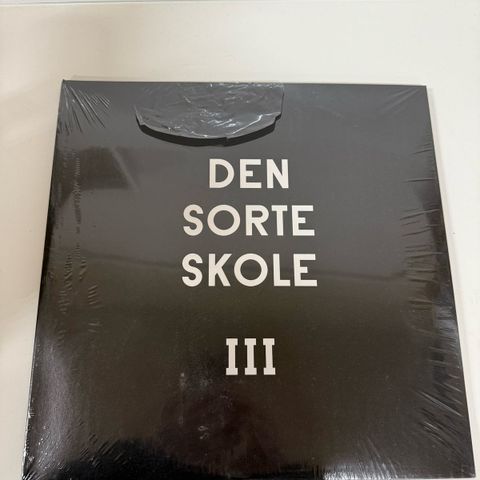 DEN
SORTE
SKOLE
III